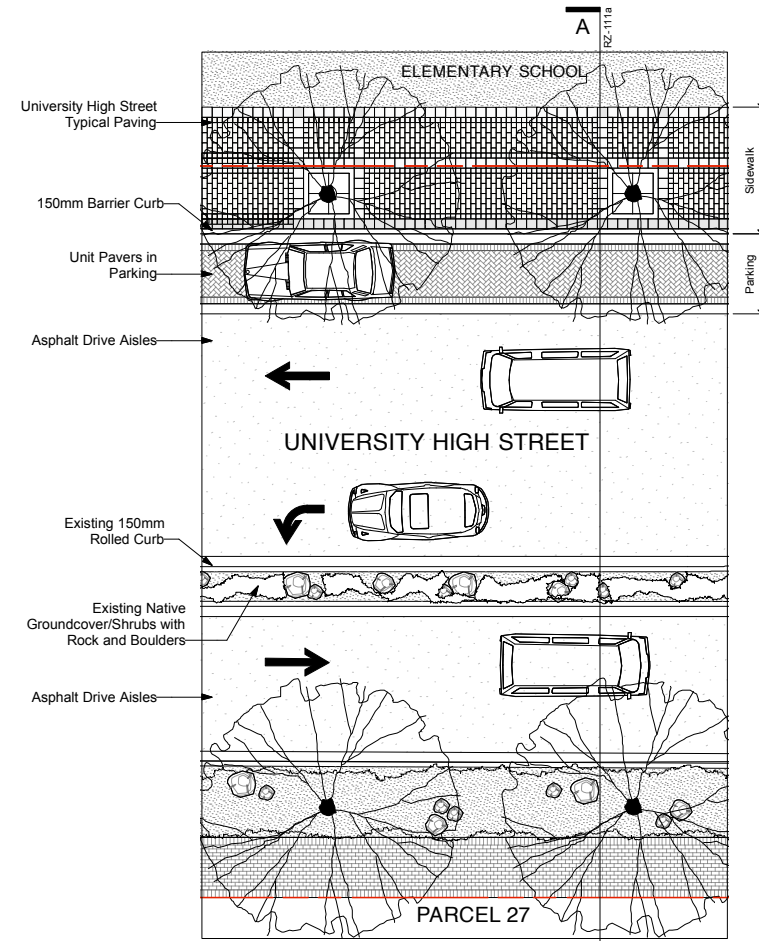 A
RZ-111a
ELEMENTARY SCHOOL
University High Street
Typical Paving
Sidewalk
150mm Barrier Curb
Unit Pavers in
Parking
Parking
Asphalt Drive Aisles
UNIVERSITY HIGH STREET
Existing 150mm
Rolled Curb
Existing Native
Groundcover/Shrubs with
Rock and Boulders
Asphalt Drive Aisles
PARCEL 27